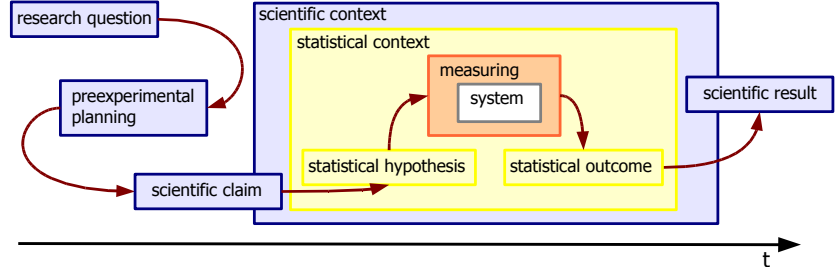 research question
scientific context
statistical context
measuring
system
preexperimental
planning
scientific result
statistical hypothesis
statistical outcome
scientific claim
t